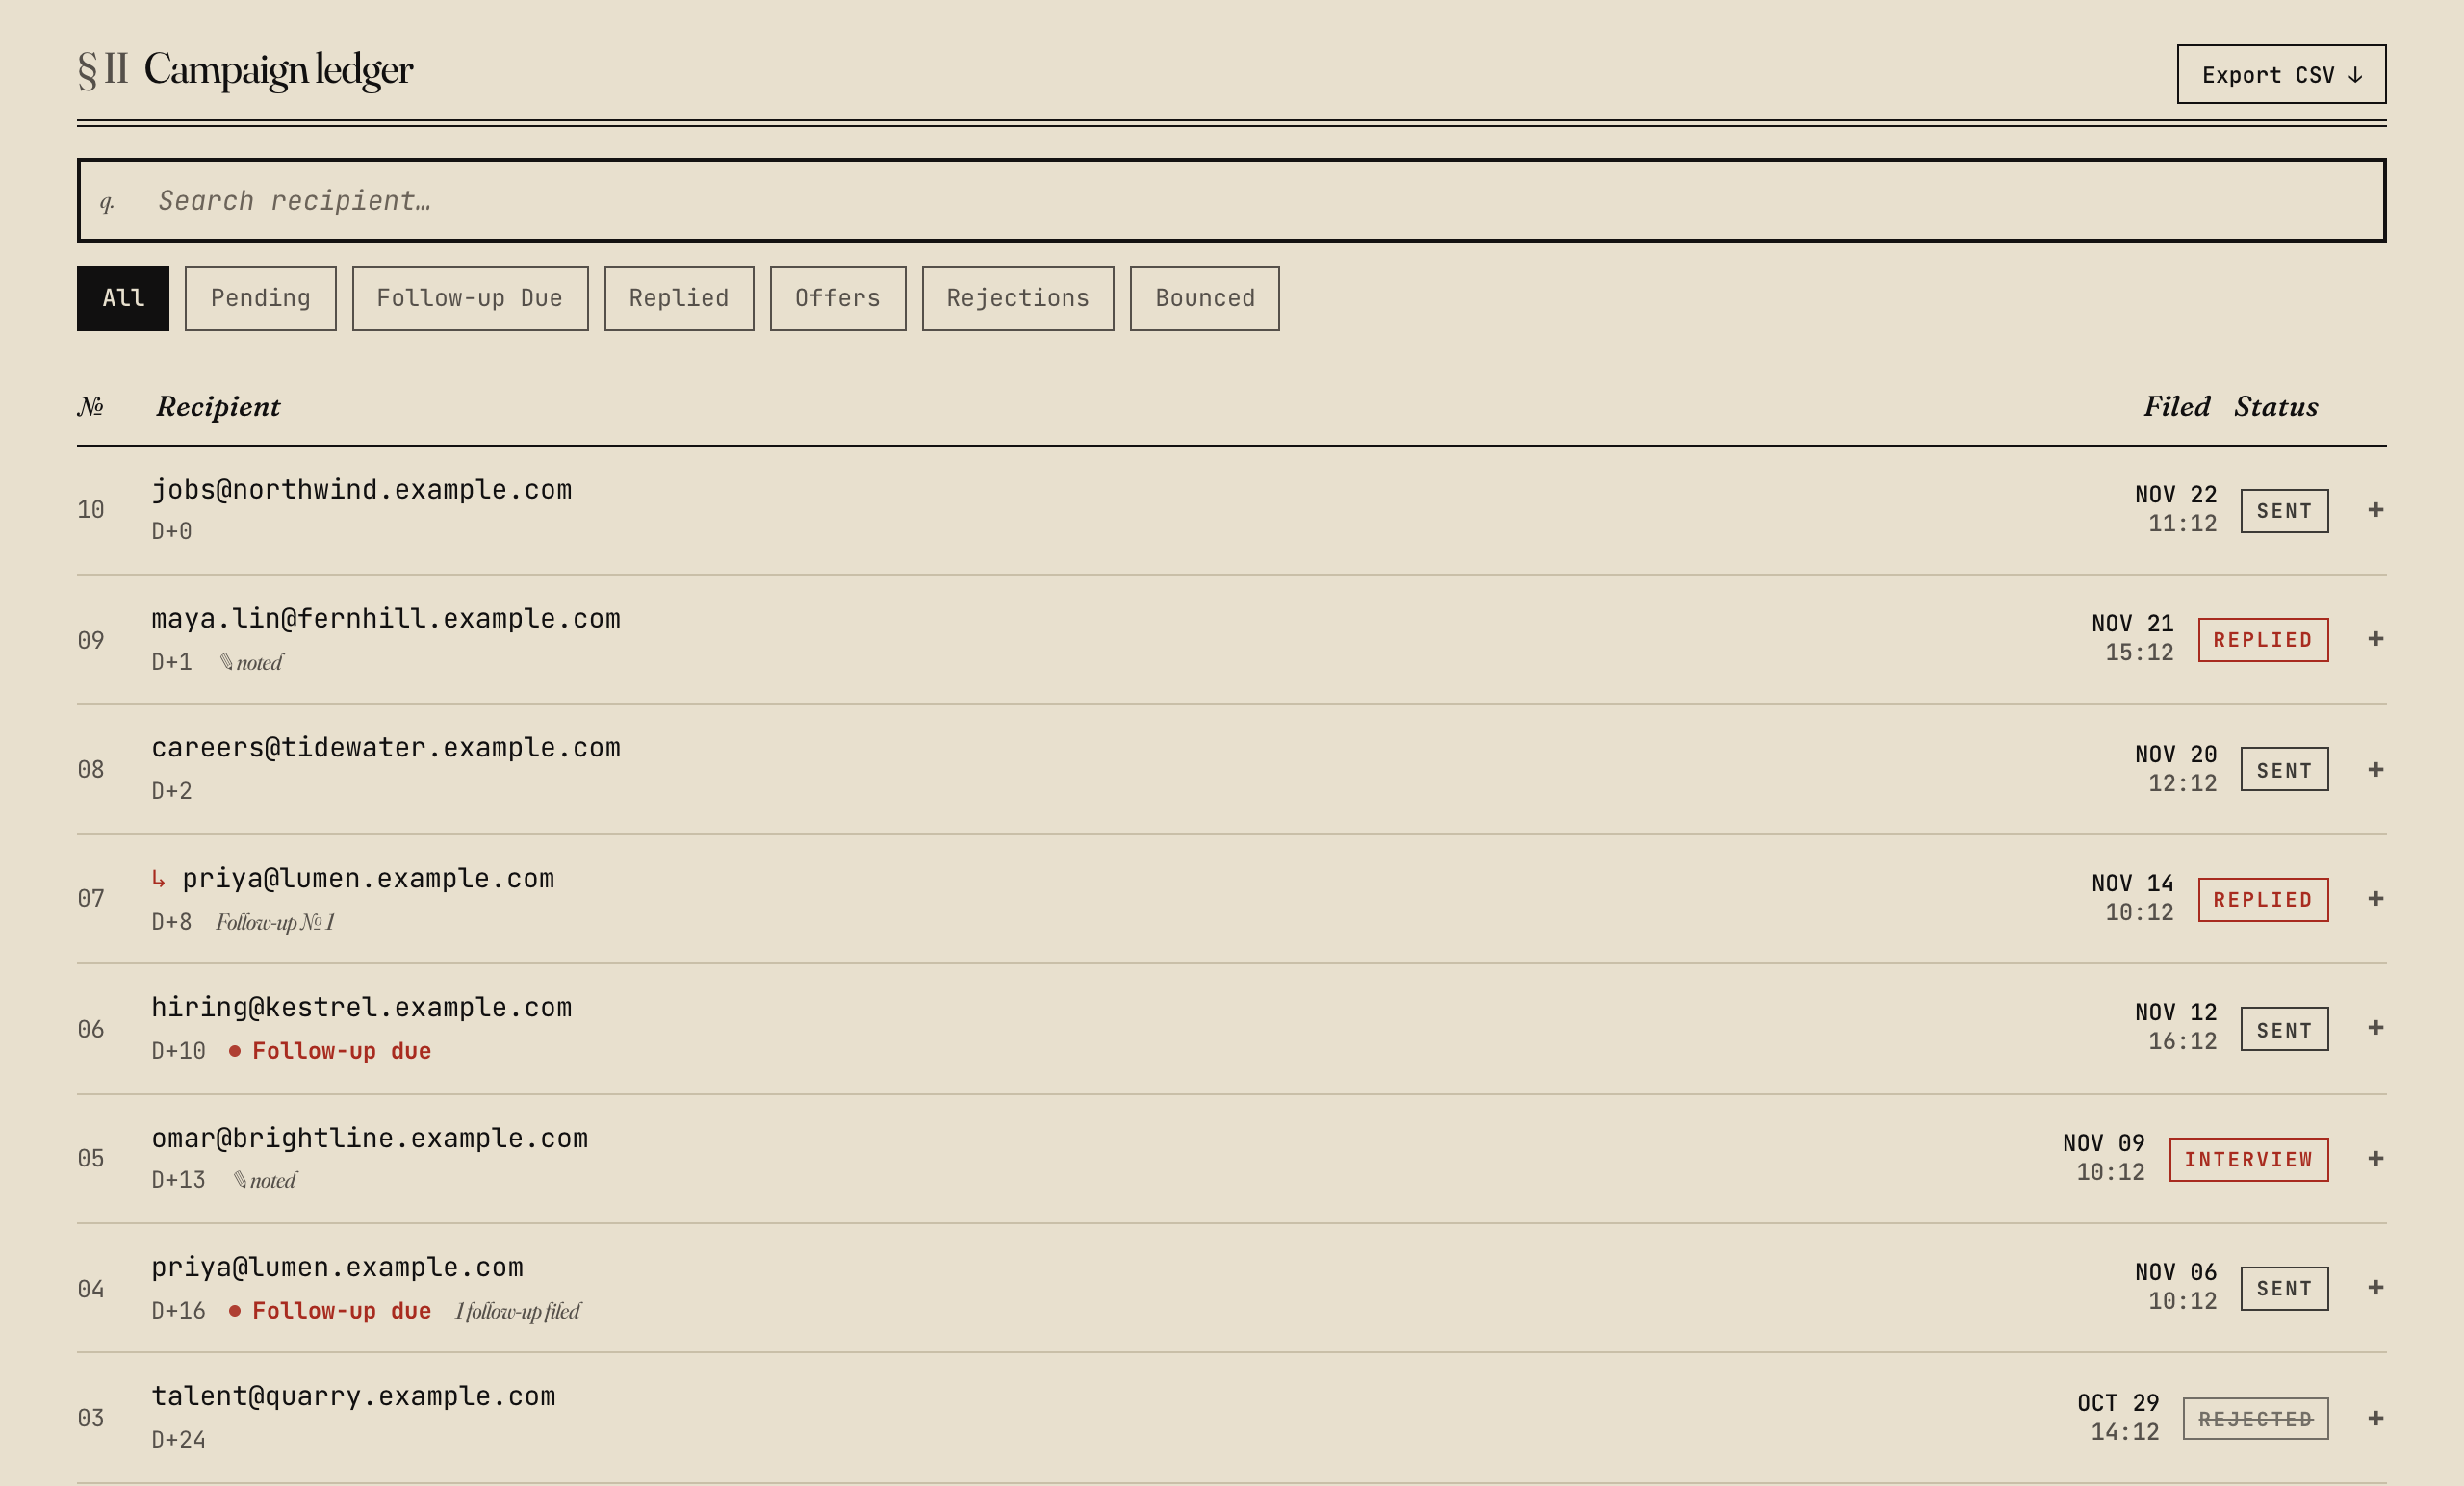 § II Campaign ledger
Export CSV ↓
q. Search recipient…
All Pending Follow-up Due Replied Offers Rejections Bounced
№ Recipient Filed Status
10 jobs@northwind.example.com NOV 22 SENT +
D+0 11:12
09 maya.lin@fernhill.example.com NOV 21 REPLIED +
D+1 ✎ noted 15:12
08 careers@tidewater.example.com NOV 20 SENT +
D+2 12:12
07 ↳ priya@lumen.example.com NOV 14 REPLIED +
D+8 Follow-up № 1 10:12
06 hiring@kestrel.example.com NOV 12 SENT +
D+10 ● Follow-up due 16:12
05 omar@brightline.example.com NOV 09 INTERVIEW +
D+13 ✎ noted 10:12
04 priya@lumen.example.com NOV 06 SENT +
D+16 ● Follow-up due 1 follow-up filed 10:12
03 talent@quarry.example.com OCT 29 REJECTED +
D+24 14:12